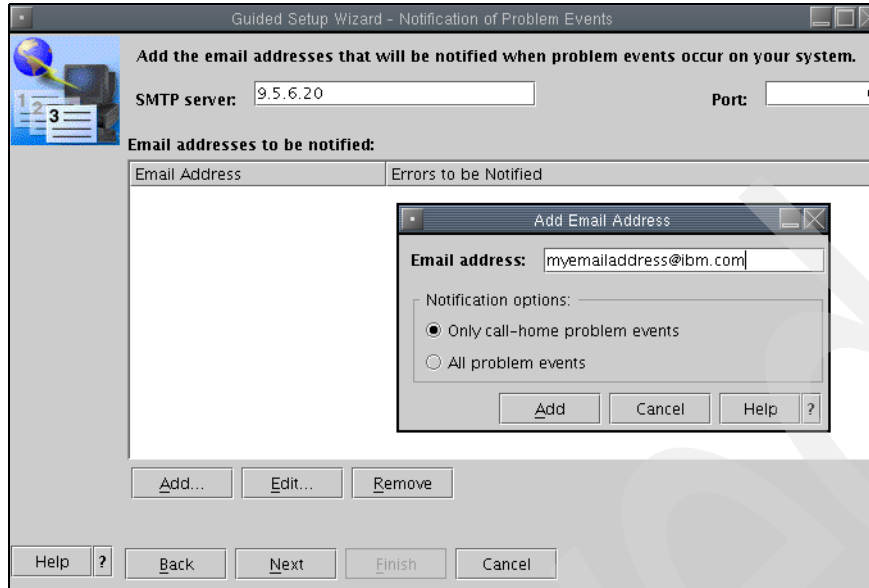 Guided Setup Wizard - Notification of Problem Events
Add the email addresses that will be notified when problem events occur on your system.
SMTP server: 9.5.6.20 Port:
Email addresses to be notified:
Email Address Errors to be Notified
Add Email Address
Email address: myemailaddress@ibm.com
Notification options:
Only call-home problem events
All problem events
Add Cancel Help ?
Add... Edit... Remove
Help ? Back Next Finish Cancel
1
2
3